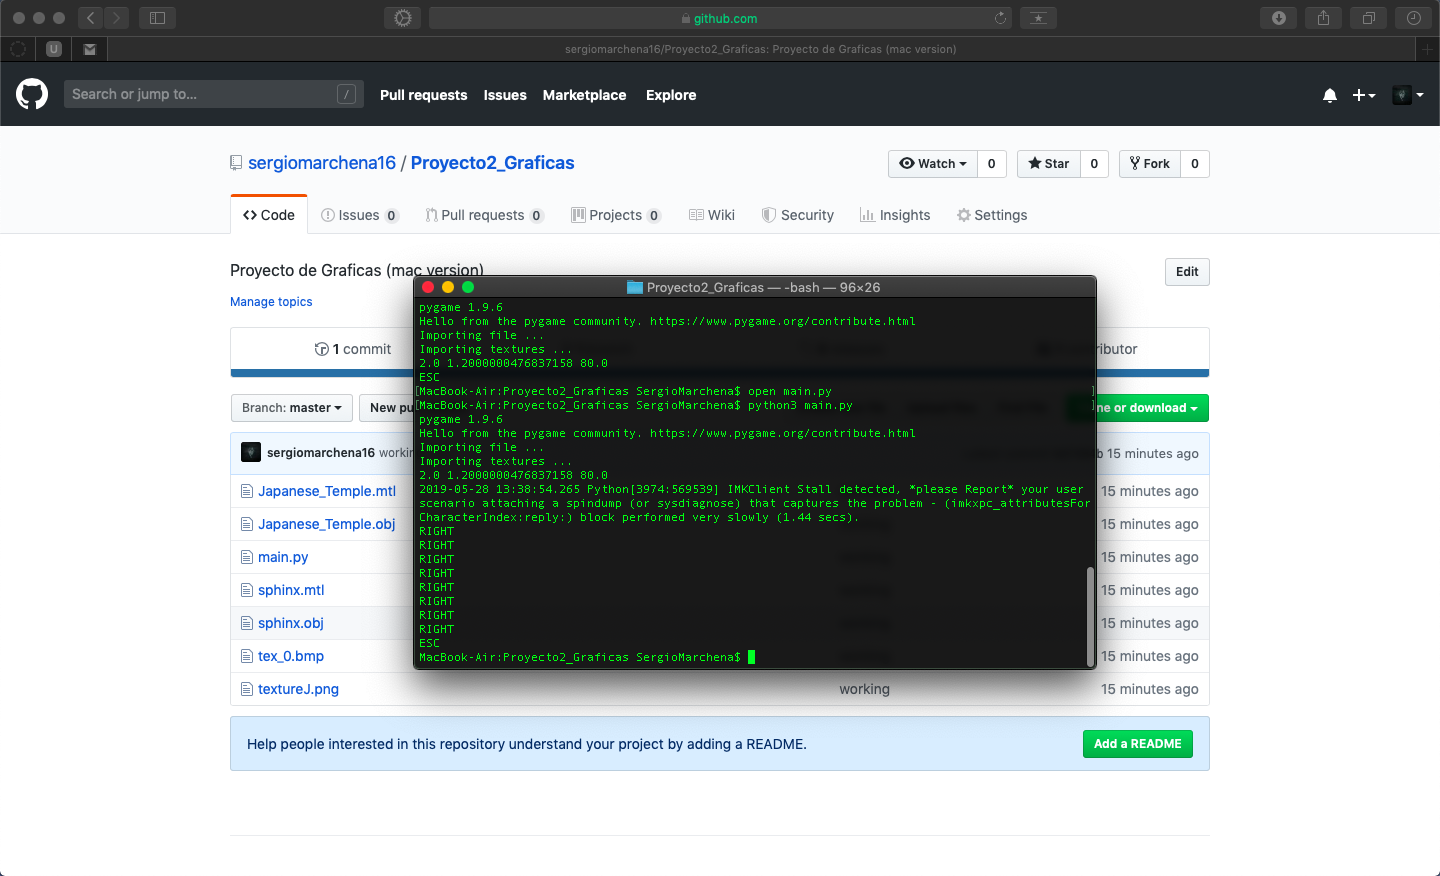 github.com
U
sergiomarchena16/Proyecto2_Graficas: Proyecto de Graficas (mac version)
Search or jump to... /
Pull requests Issues Marketplace Explore
sergiomarchena16 / Proyecto2_Graficas
Watch 0 Star 0 Fork 0
Code Issues 0 Pull requests 0 Projects 0 Wiki Security Insights Settings
Proyecto de Graficas (mac version)
Edit
Manage topics
1 commit
Branch: master
or download
sergiomarchena16
15 minutes ago
Japanese_Temple.mtl
15 minutes ago
Japanese_Temple.obj
15 minutes ago
main.py
15 minutes ago
sphinx.mtl
15 minutes ago
sphinx.obj
15 minutes ago
tex_0.bmp
15 minutes ago
textureJ.png working 15 minutes ago
Help people interested in this repository understand your project by adding a README.
Add a README
Proyecto2_Graficas — -bash — 96×26
pygame 1.9.6
Hello from the pygame community. https://www.pygame.org/contribute.html
Importing file ...
Importing textures ...
2.0 1.2000000476837158 80.0
ESC
[MacBook-Air:Proyecto2_Graficas SergioMarchena$ open main.py ]
[MacBook-Air:Proyecto2_Graficas SergioMarchena$ python3 main.py ]
pygame 1.9.6
Hello from the pygame community. https://www.pygame.org/contribute.html
Importing file ...
Importing textures ...
2.0 1.2000000476837158 80.0
2019-05-28 13:38:54.265 Python[3974:569539] IMKClient Stall detected, *please Report* your user
scenario attaching a spindump (or sysdiagnose) that captures the problem - (imkxpc_attributesFor
CharacterIndex:reply:) block performed very slowly (1.44 secs).
RIGHT
RIGHT
RIGHT
RIGHT
RIGHT
RIGHT
RIGHT
RIGHT
ESC
MacBook-Air:Proyecto2_Graficas SergioMarchena$